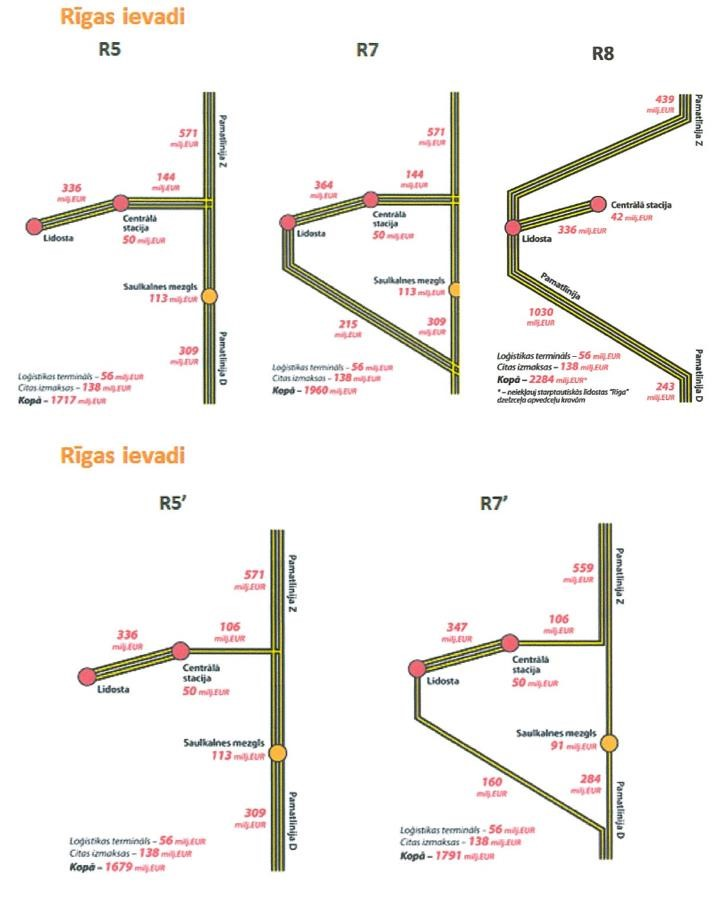 Rīgas ievadi
R5
R7
R8
571
milj.EUR
Pamatlīnija Z
336
milj.EUR
144
milj.EUR
Centrālā
stacija
50 milj.EUR
Lidosta
Saulkalnes mezgls
113 milj.EUR
309
milj.EUR
Pamatlīnija D
Loģistikas termināls – 56 milj.EUR
Citas izmaksas – 138 milj.EUR
Kopā – 1717 milj.EUR
571
milj.EUR
364
milj.EUR
144
milj.EUR
Centrālā
stacija
50 milj.EUR
Lidosta
Saulkalnes mezgls
113 milj.EUR
215
milj.EUR
309
milj.EUR
Loģistikas termināls – 56 milj.EUR
Citas izmaksas – 138 milj.EUR
Kopā – 1960 milj.EUR
439
milj.EUR
Pamatlīnija Z
Centrālā stacija
42 milj.EUR
336 milj.EUR
Lidosta
Pamatlīnija
1030
milj.EUR
Loģistikas termināls – 56 milj.EUR
Citas izmaksas – 138 milj.EUR
Kopā – 2284 milj.EUR*
* – neiekļauj starptautiskās lidostas "Rīga"
dzelzceļa apvedceļu kravām
243
milj.EUR
Pamatlīnija D
Rīgas ievadi
R5’
R7’
571
milj.EUR
Pamatlīnija Z
336
milj.EUR
106
milj.EUR
Centrālā
stacija
50 milj.EUR
Lidosta
Saulkalnes mezgls
113 milj.EUR
309
milj.EUR
Pamatlīnija D
Loģistikas termināls – 56 milj.EUR
Citas izmaksas – 138 milj.EUR
Kopā – 1679 milj.EUR
559
milj.EUR
Pamatlīnija Z
347
milj.EUR
106
milj.EUR
Centrālā
stacija
50 milj.EUR
Lidosta
Saulkalnes mezgls
91 milj.EUR
160
milj.EUR
284
milj.EUR
Pamatlīnija D
Loģistikas termināls - 56 milj.EUR
Citas izmaksas – 138 milj.EUR
Kopā – 1791 milj.EUR